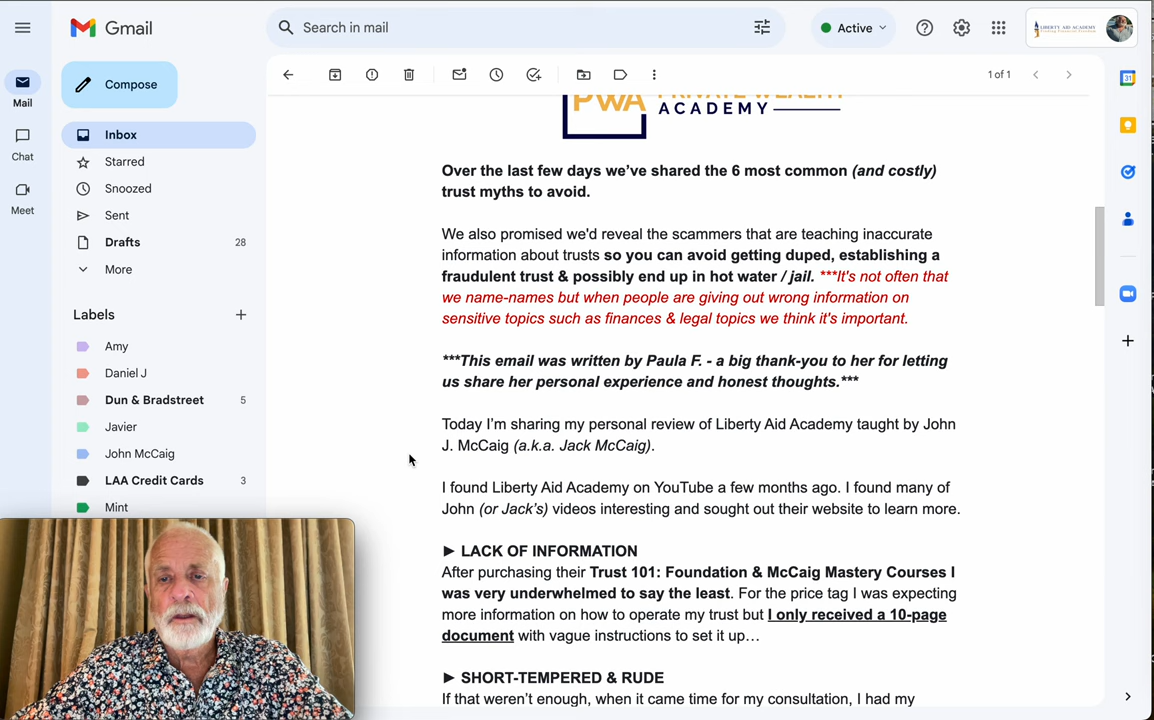 Gmail
Search in mail
Active
LIBERTY AID ACADEMY
Mail
Compose
1 of 1
Inbox
Chat
Starred
Snoozed
Meet
Sent
Drafts 28
More
Labels
Amy
Daniel J
Dun & Bradstreet 5
Javier
John McCaig
LAA Credit Cards 3
Mint
PWA PRIVATE WEALTH
ACADEMY
Over the last few days we've shared the 6 most common (and costly)
trust myths to avoid.
We also promised we'd reveal the scammers that are teaching inaccurate
information about trusts so you can avoid getting duped, establishing a
fraudulent trust & possibly end up in hot water / jail. ***It's not often that
we name-names but when people are giving out wrong information on
sensitive topics such as finances & legal topics we think it's important.
***This email was written by Paula F. - a big thank-you to her for letting
us share her personal experience and honest thoughts.***
Today I'm sharing my personal review of Liberty Aid Academy taught by John
J. McCaig (a.k.a. Jack McCaig).
I found Liberty Aid Academy on YouTube a few months ago. I found many of
John (or Jack's) videos interesting and sought out their website to learn more.
► LACK OF INFORMATION
After purchasing their Trust 101: Foundation & McCaig Mastery Courses I
was very underwhelmed to say the least. For the price tag I was expecting
more information on how to operate my trust but I only received a 10-page
document with vague instructions to set it up…
► SHORT-TEMPERED & RUDE
If that weren't enough, when it came time for my consultation, I had my